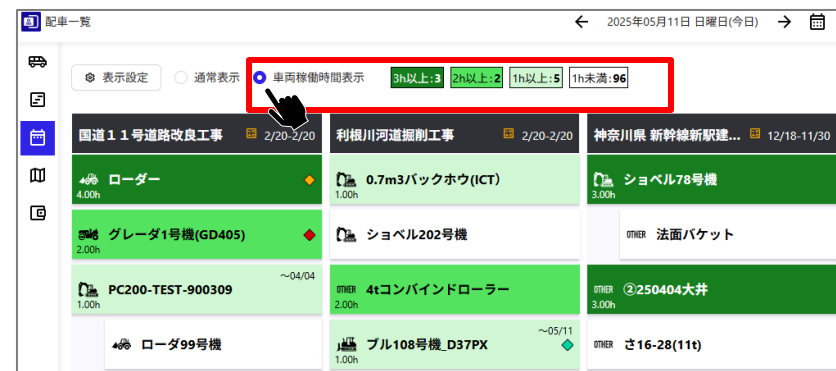 配車一覧
2025年05月11日 日曜日(今日)
表示設定 通常表示 車両稼働時間表示 3h以上:3 2h以上:2 1h以上:5 1h未満:96
国道１１号道路改良工事 2/20-2/20
利根川河道掘削工事 2/20-2/20
神奈川県 新幹線新駅建... 12/18-11/30
ローダー
4.00h
0.7m3バックホウ(ICT)
1.00h
ショベル78号機
3.00h
グレーダ1号機(GD405)
2.00h
ショベル202号機
OTHER 法面バケット
～04/04
PC200-TEST-900309
1.00h
OTHER 4tコンバインドローラー
2.00h
OTHER ②250404大井
3.00h
ローダ99号機
～05/11
ブル108号機_D37PX
1.00h
OTHER さ16-28(11t)